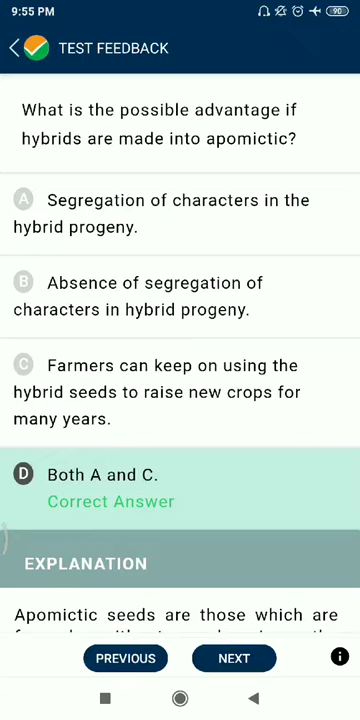 9:55 PM
90
TEST FEEDBACK
What is the possible advantage if
hybrids are made into apomictic?
A Segregation of characters in the
hybrid progeny.
B Absence of segregation of
characters in hybrid progeny.
C Farmers can keep on using the
hybrid seeds to raise new crops for
many years.
D Both A and C.
Correct Answer
EXPLANATION
Apomictic seeds are those which are
PREVIOUS
NEXT